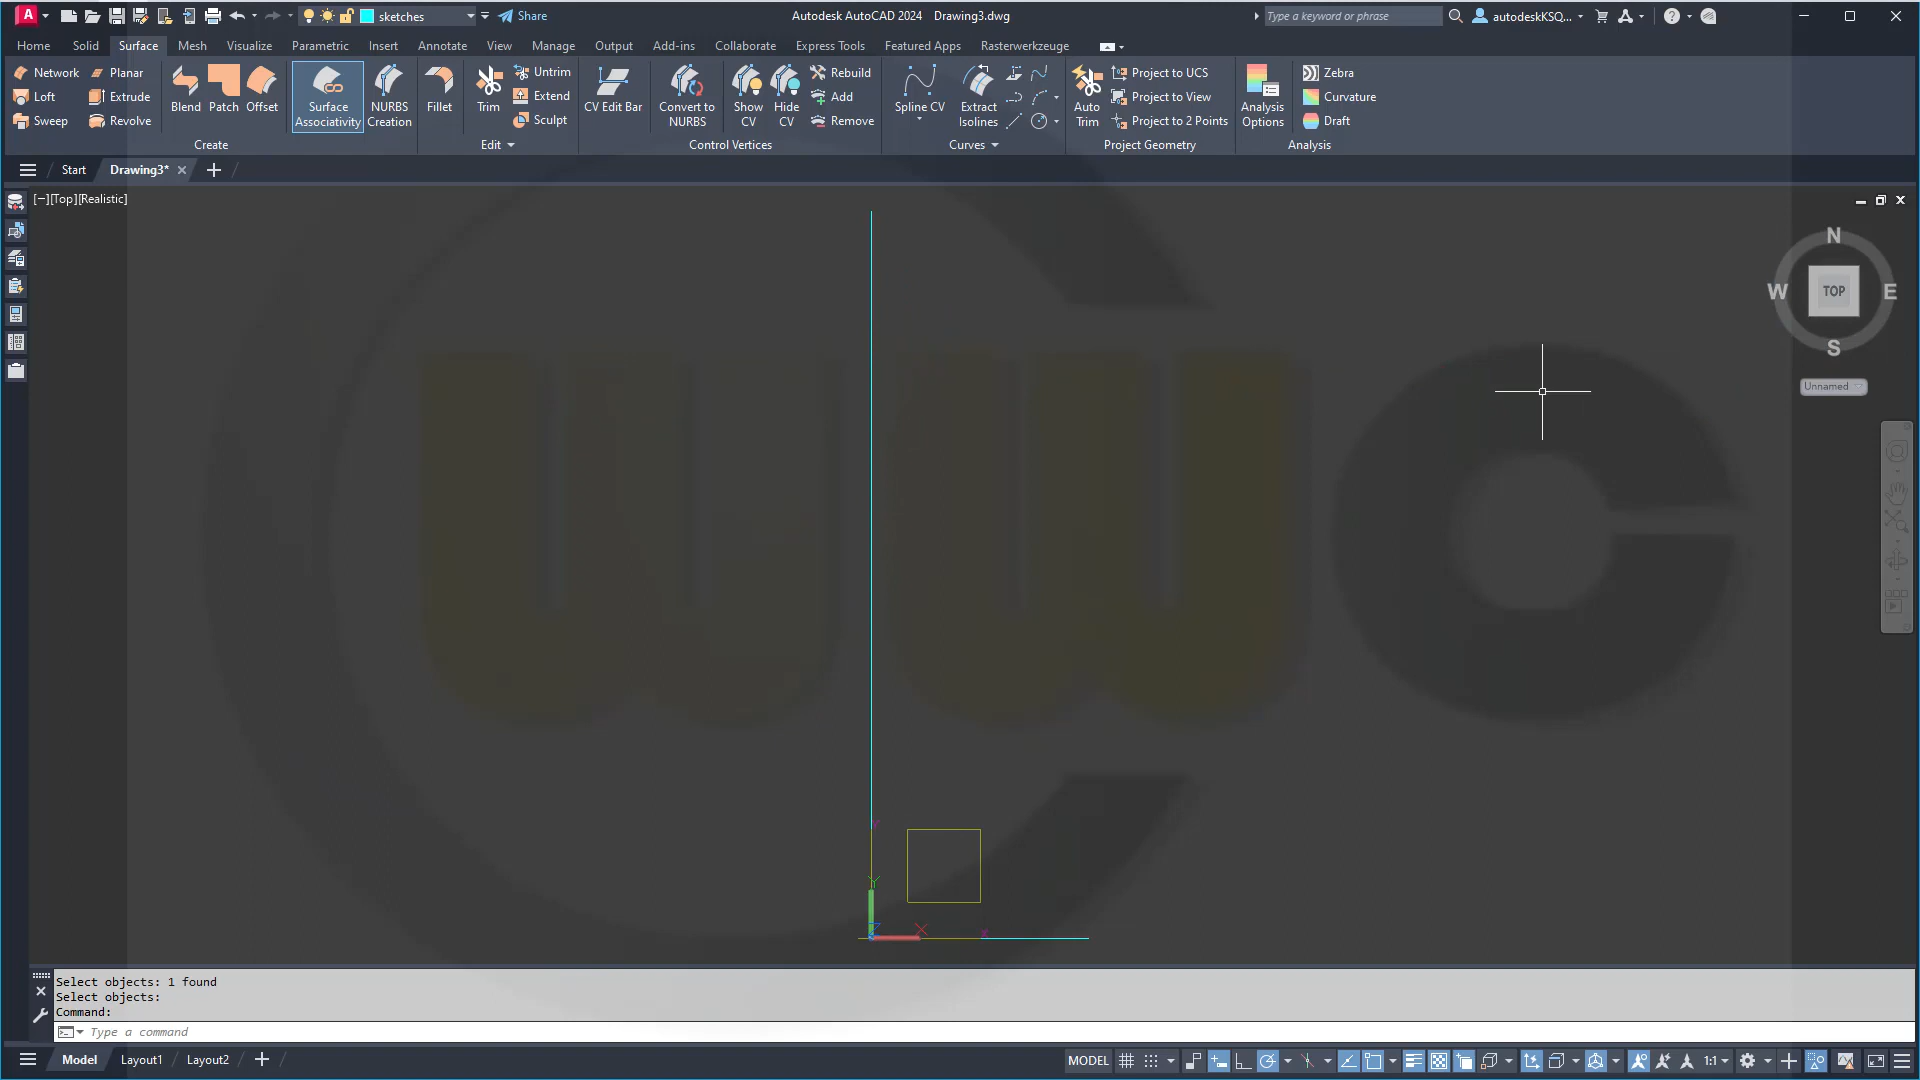 A
sketches
Share
Autodesk AutoCAD 2024 Drawing3.dwg
Type a keyword or phrase
autodeskKSQ...
Home Solid Surface Mesh Visualize Parametric Insert Annotate View Manage Output Add-ins Collaborate Express Tools Featured Apps Rasterwerkzeuge
Network Planar
Loft Extrude
Sweep Revolve
Blend Patch Offset
Surface Associativity
NURBS Creation
Fillet
Trim
Untrim
Extend
Sculpt
CV Edit Bar
Convert to NURBS
Show CV
Hide CV
Rebuild
Add
Remove
Spline CV
Extract Isolines
Auto Trim
Project to UCS
Project to View
Project to 2 Points
Analysis Options
Zebra
Curvature
Draft
Create Edit Control Vertices Curves Project Geometry Analysis
Start Drawing3*
[−][Top][Realistic]
N
W TOP E
S
Unnamed
Y
Y
Z
X X
Select objects: 1 found
Select objects:
Command:
Type a command
Model Layout1 Layout2
MODEL 1:1